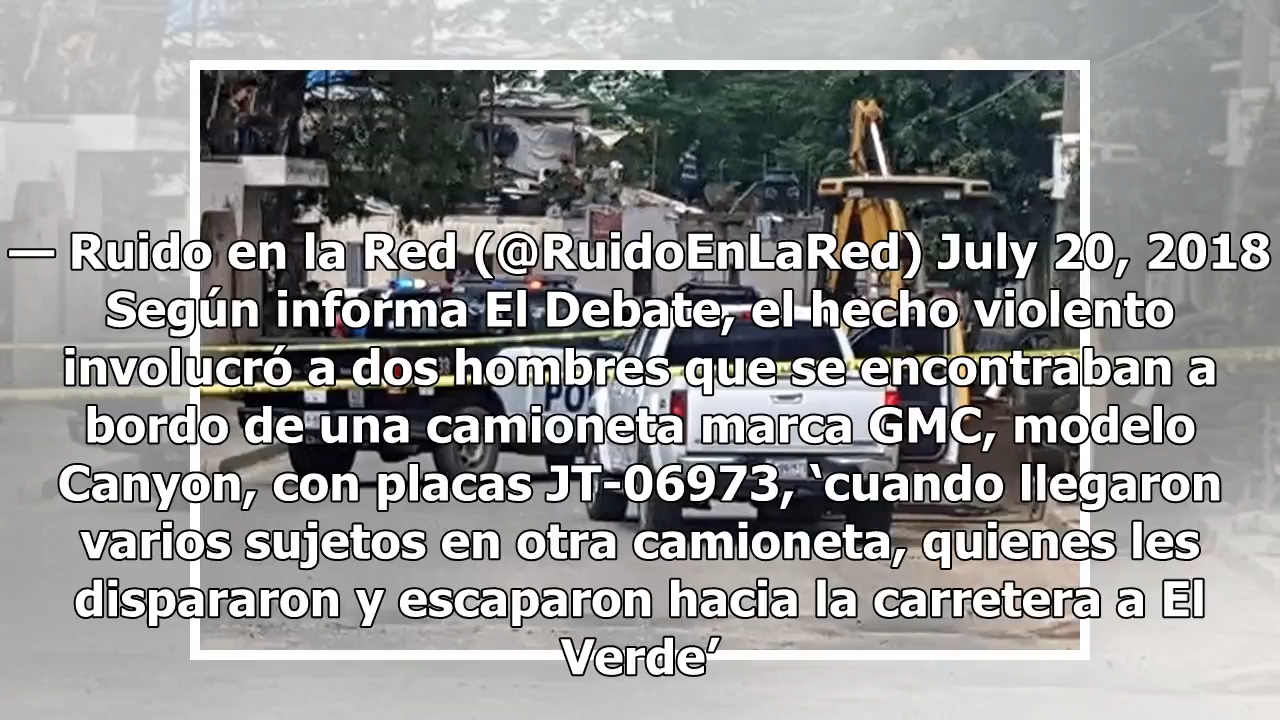 — Ruido en la Red (@RuidoEnLaRed) July 20, 2018
Según informa El Debate, el hecho violento
involucró a dos hombres que se encontraban a
bordo de una camioneta marca GMC, modelo
Canyon, con placas JT-06973, ‘cuando llegaron
varios sujetos en otra camioneta, quienes les
dispararon y escaparon hacia la carretera a El
Verde’
PO